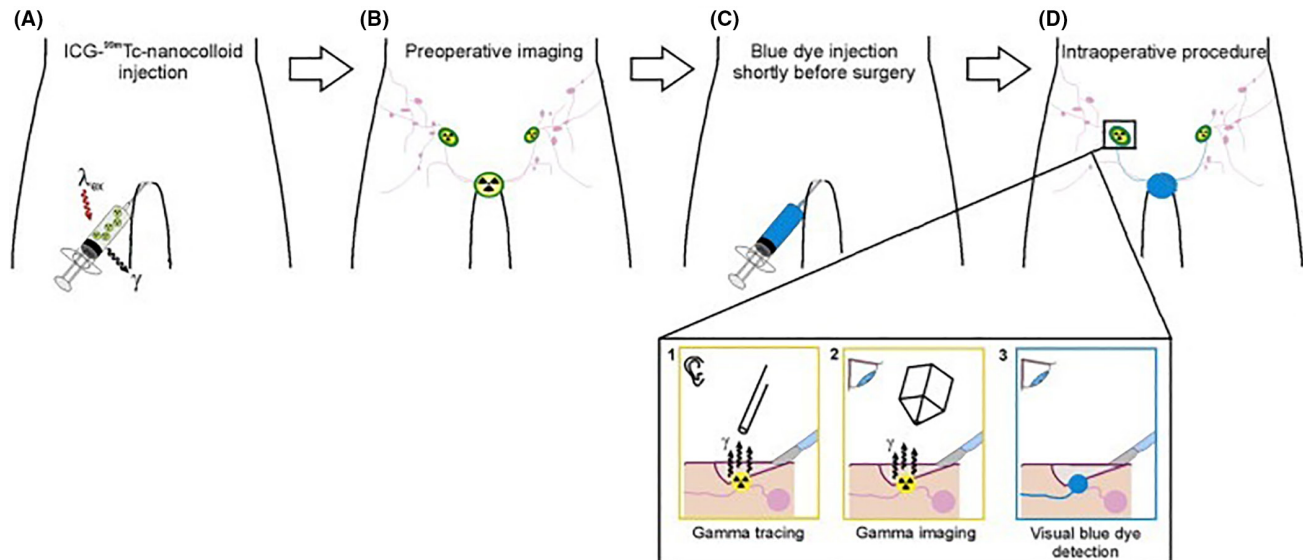 (A)
ICG-⁹⁹ᵐTc-nanocolloid
injection
λex
γ
(B)
Preoperative imaging
(C)
Blue dye injection
shortly before surgery
(D)
Intraoperative procedure
1
γ
Gamma tracing
2
γ
Gamma imaging
3
Visual blue dye
detection